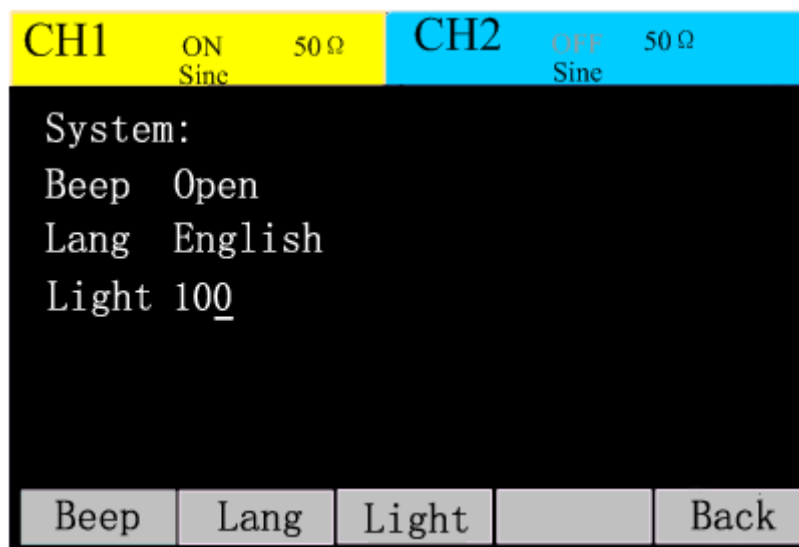 CH1 ON 50Ω CH2 OFF 50Ω
Sine Sine
System:
Beep Open
Lang English
Light 100
Beep Lang Light Back